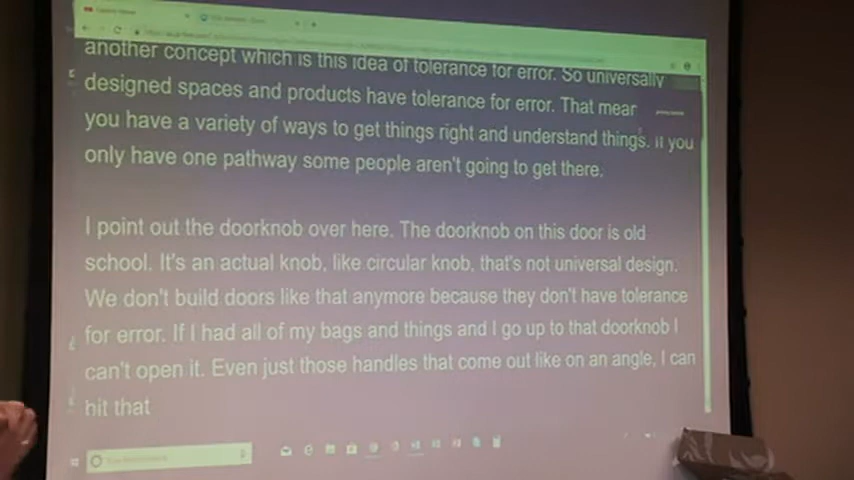 another concept which is this idea of tolerance for error. So universally
designed spaces and products have tolerance for error. That mean
you have a variety of ways to get things right and understand things. If you
only have one pathway some people aren't going to get there.
I point out the doorknob over here. The doorknob on this door is old
school. It's an actual knob, like circular knob, that's not universal design.
We don't build doors like that anymore because they don't have tolerance
for error. If I had all of my bags and things and I go up to that doorknob I
can't open it. Even just those handles that come out like on an angle, I can
hit that